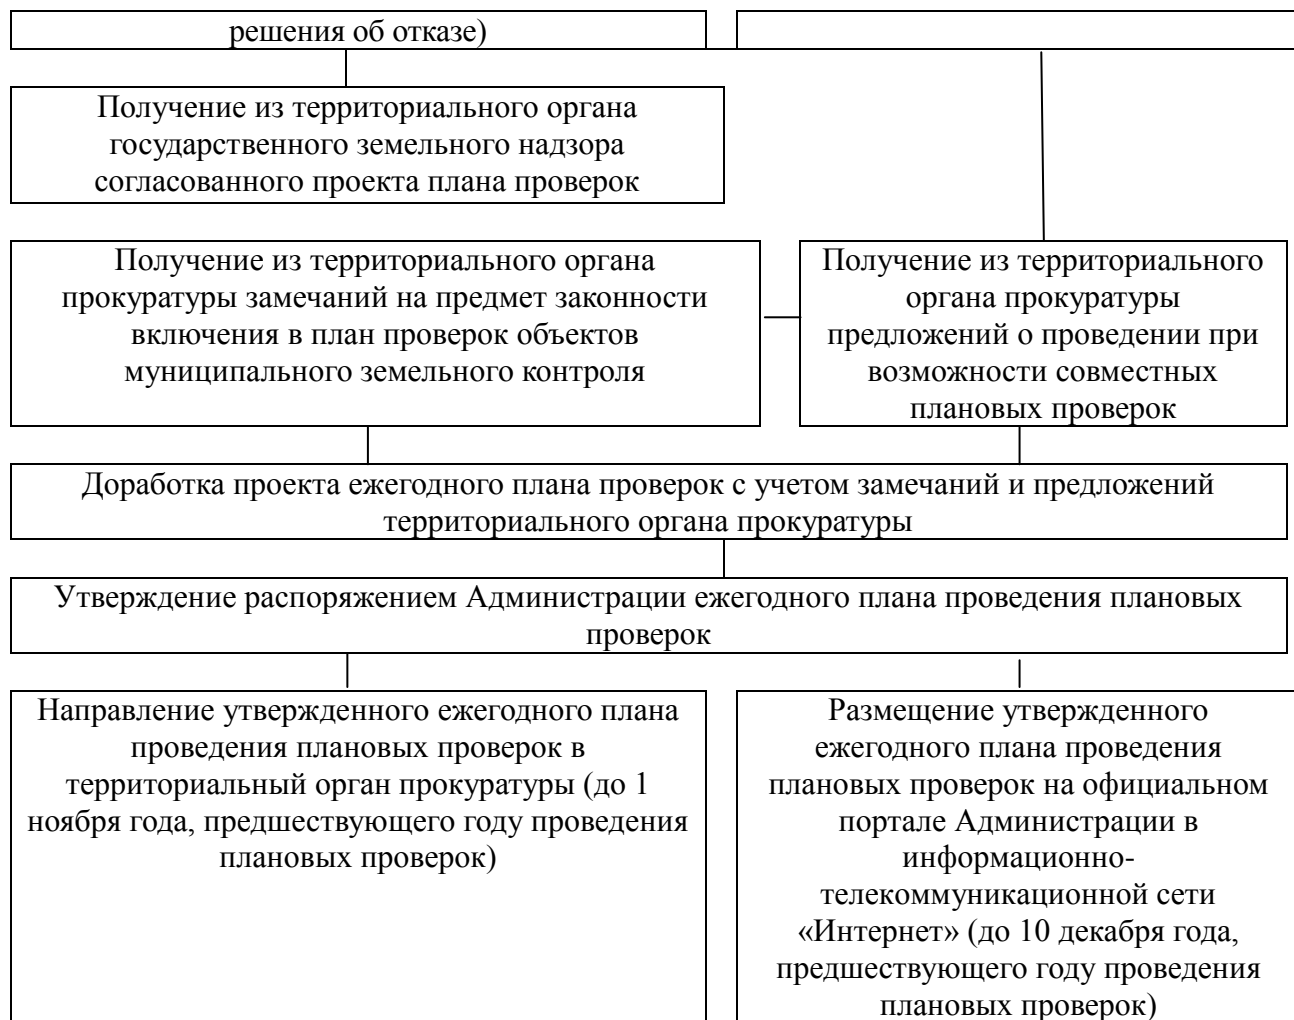 решения об отказе)
Получение из территориального органа
государственного земельного надзора
согласованного проекта плана проверок
Получение из территориального органа
прокуратуры замечаний на предмет законности
включения в план проверок объектов
муниципального земельного контроля
Получение из территориального
органа прокуратуры
предложений о проведении при
возможности совместных
плановых проверок
Доработка проекта ежегодного плана проверок с учетом замечаний и предложений
территориального органа прокуратуры
Утверждение распоряжением Администрации ежегодного плана проведения плановых
проверок
Направление утвержденного ежегодного плана
проведения плановых проверок в
территориальный орган прокуратуры (до 1
ноября года, предшествующего году проведения
плановых проверок)
Размещение утвержденного
ежегодного плана проведения
плановых проверок на официальном
портале Администрации в
информационно-
телекоммуникационной сети
«Интернет» (до 10 декабря года,
предшествующего году проведения
плановых проверок)